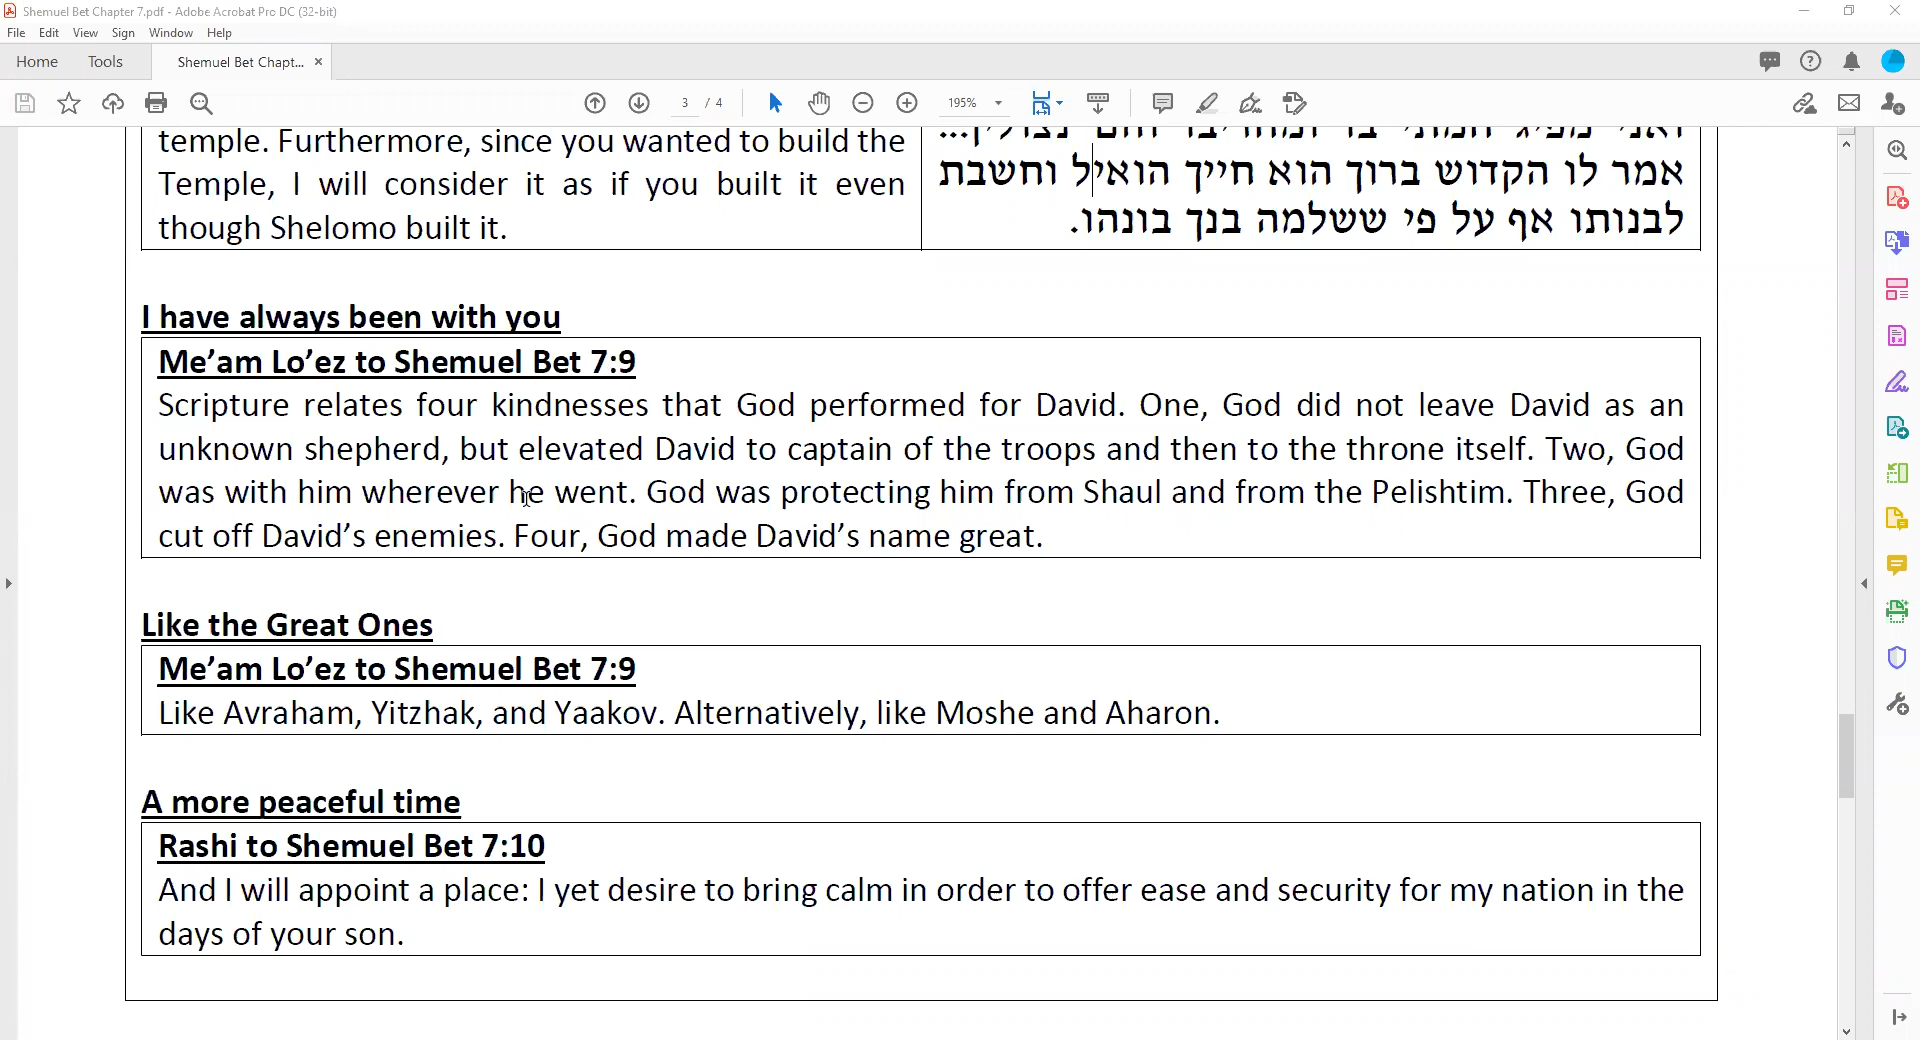 Shemuel Bet Chapter 7.pdf - Adobe Acrobat Pro DC (32-bit)
File Edit View Sign Window Help
Home Tools Shemuel Bet Chapt... ×
3 / 4 195%
temple. Furthermore, since you wanted to build the
Temple, I will consider it as if you built it even
though Shelomo built it.
אמר לו הקדוש ברוך הוא חייך הואיל וחשבת
לבנותו אף על פי ששלמה בנך בונהו.
I have always been with you
Me’am Lo’ez to Shemuel Bet 7:9
Scripture relates four kindnesses that God performed for David. One, God did not leave David as an
unknown shepherd, but elevated David to captain of the troops and then to the throne itself. Two, God
was with him wherever he went. God was protecting him from Shaul and from the Pelishtim. Three, God
cut off David’s enemies. Four, God made David’s name great.
Like the Great Ones
Me’am Lo’ez to Shemuel Bet 7:9
Like Avraham, Yitzhak, and Yaakov. Alternatively, like Moshe and Aharon.
A more peaceful time
Rashi to Shemuel Bet 7:10
And I will appoint a place: I yet desire to bring calm in order to offer ease and security for my nation in the
days of your son.